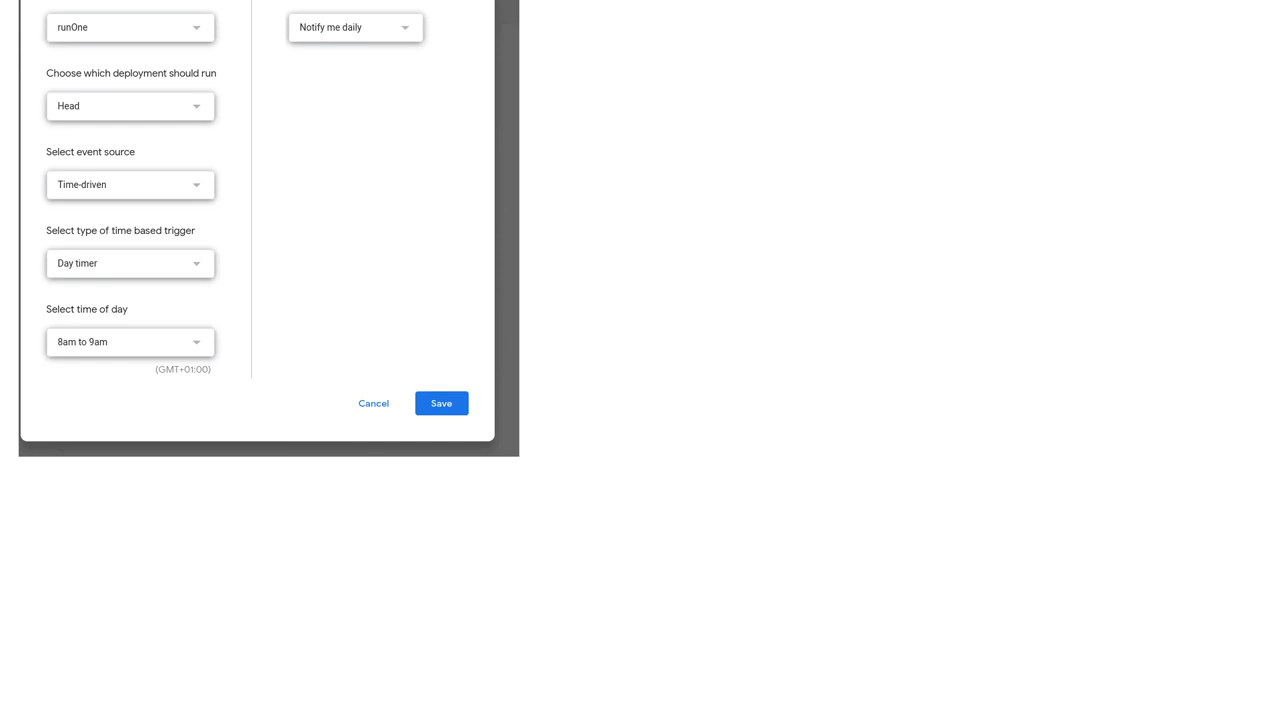 runOne
Notify me daily
Choose which deployment should run
Head
Select event source
Time-driven
Select type of time based trigger
Day timer
Select time of day
8am to 9am
(GMT+01:00)
Cancel
Save